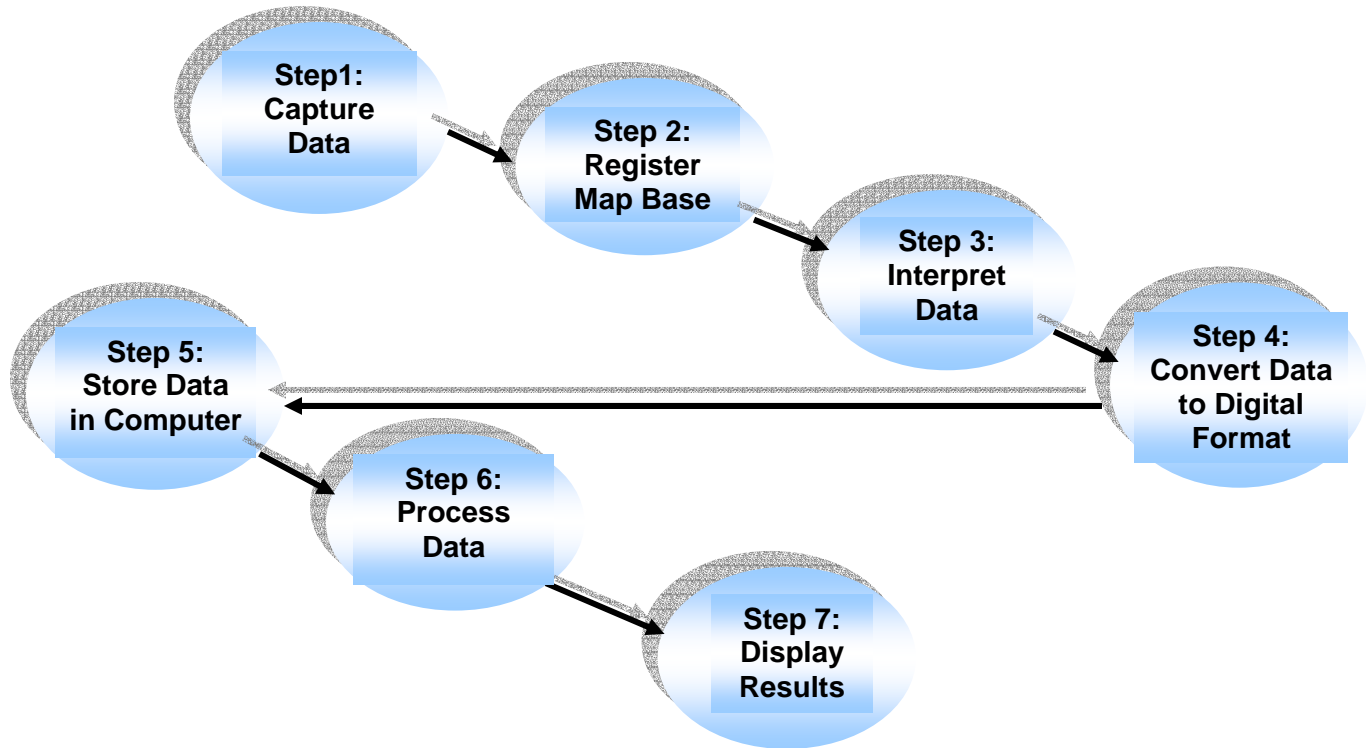 Step1:
Capture
Data
Step 2:
Register
Map Base
Step 3:
Interpret
Data
Step 4:
Convert Data
to Digital
Format
Step 5:
Store Data
in Computer
Step 6:
Process
Data
Step 7:
Display
Results